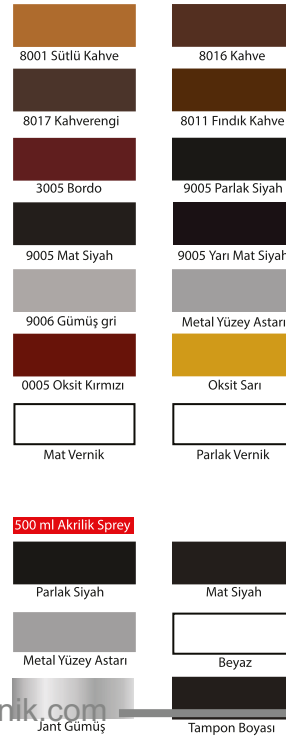 8001 Sütlü Kahve 8016 Kahve
8017 Kahverengi 8011 Fındık Kahve
3005 Bordo 9005 Parlak Siyah
9005 Mat Siyah 9005 Yarı Mat Siyah
9006 Gümüş gri Metal Yüzey Astarı
0005 Oksit Kırmızı Oksit Sarı
Mat Vernik Parlak Vernik
500 ml Akrilik Sprey
Parlak Siyah Mat Siyah
Metal Yüzey Astarı Beyaz
nik.com
Jant Gümüş Tampon Boyası